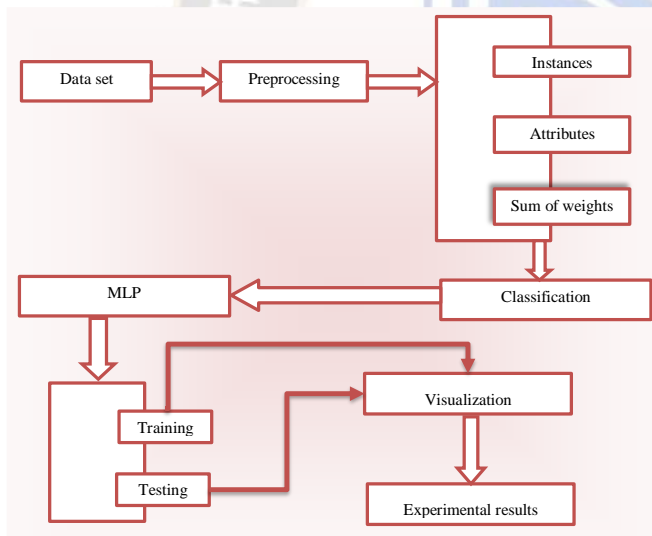 Data set
Preprocessing
Instances
Attributes
Sum of weights
Classification
MLP
Training
Testing
Visualization
Experimental results